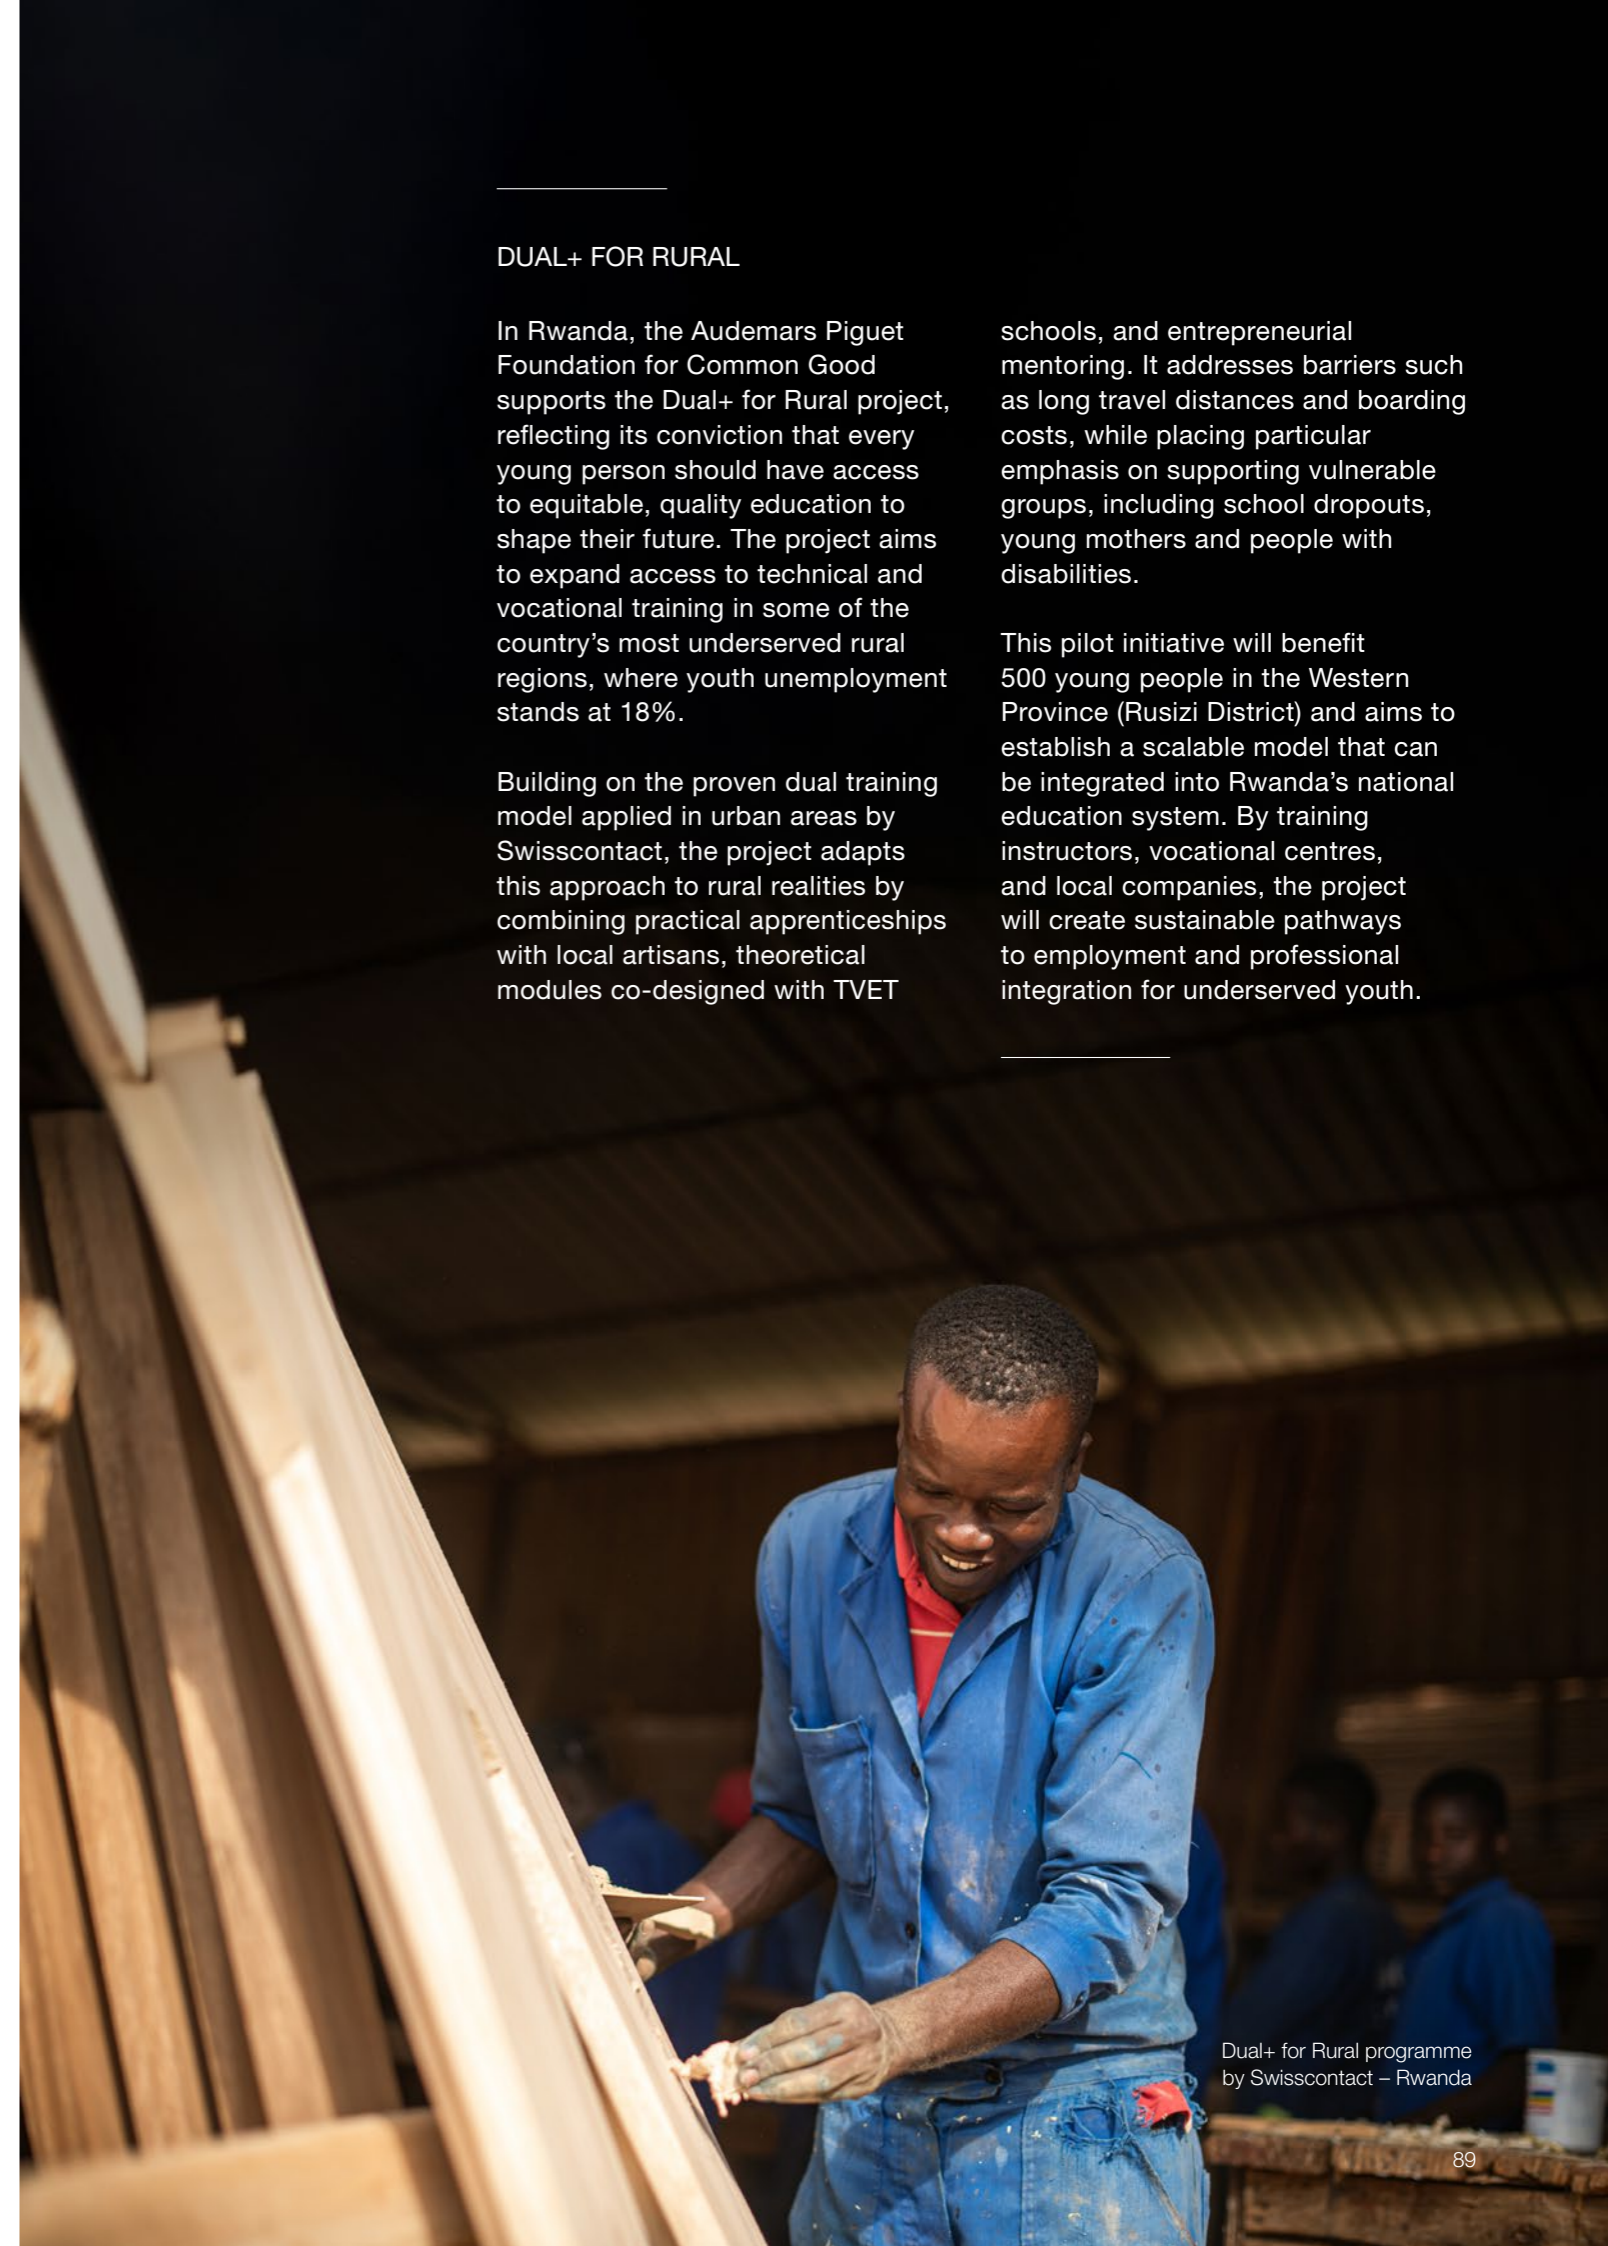 DUAL+ FOR RURAL
In Rwanda, the Audemars Piguet
Foundation for Common Good
supports the Dual+ for Rural project,
reflecting its conviction that every
young person should have access
to equitable, quality education to
shape their future. The project aims
to expand access to technical and
vocational training in some of the
country’s most underserved rural
regions, where youth unemployment
stands at 18%.
Building on the proven dual training
model applied in urban areas by
Swisscontact, the project adapts
this approach to rural realities by
combining practical apprenticeships
with local artisans, theoretical
modules co-designed with TVET
schools, and entrepreneurial
mentoring. It addresses barriers such
as long travel distances and boarding
costs, while placing particular
emphasis on supporting vulnerable
groups, including school dropouts,
young mothers and people with
disabilities.
This pilot initiative will benefit
500 young people in the Western
Province (Rusizi District) and aims to
establish a scalable model that can
be integrated into Rwanda’s national
education system. By training
instructors, vocational centres,
and local companies, the project
will create sustainable pathways
to employment and professional
integration for underserved youth.
Dual+ for Rural programme
by Swisscontact – Rwanda
89